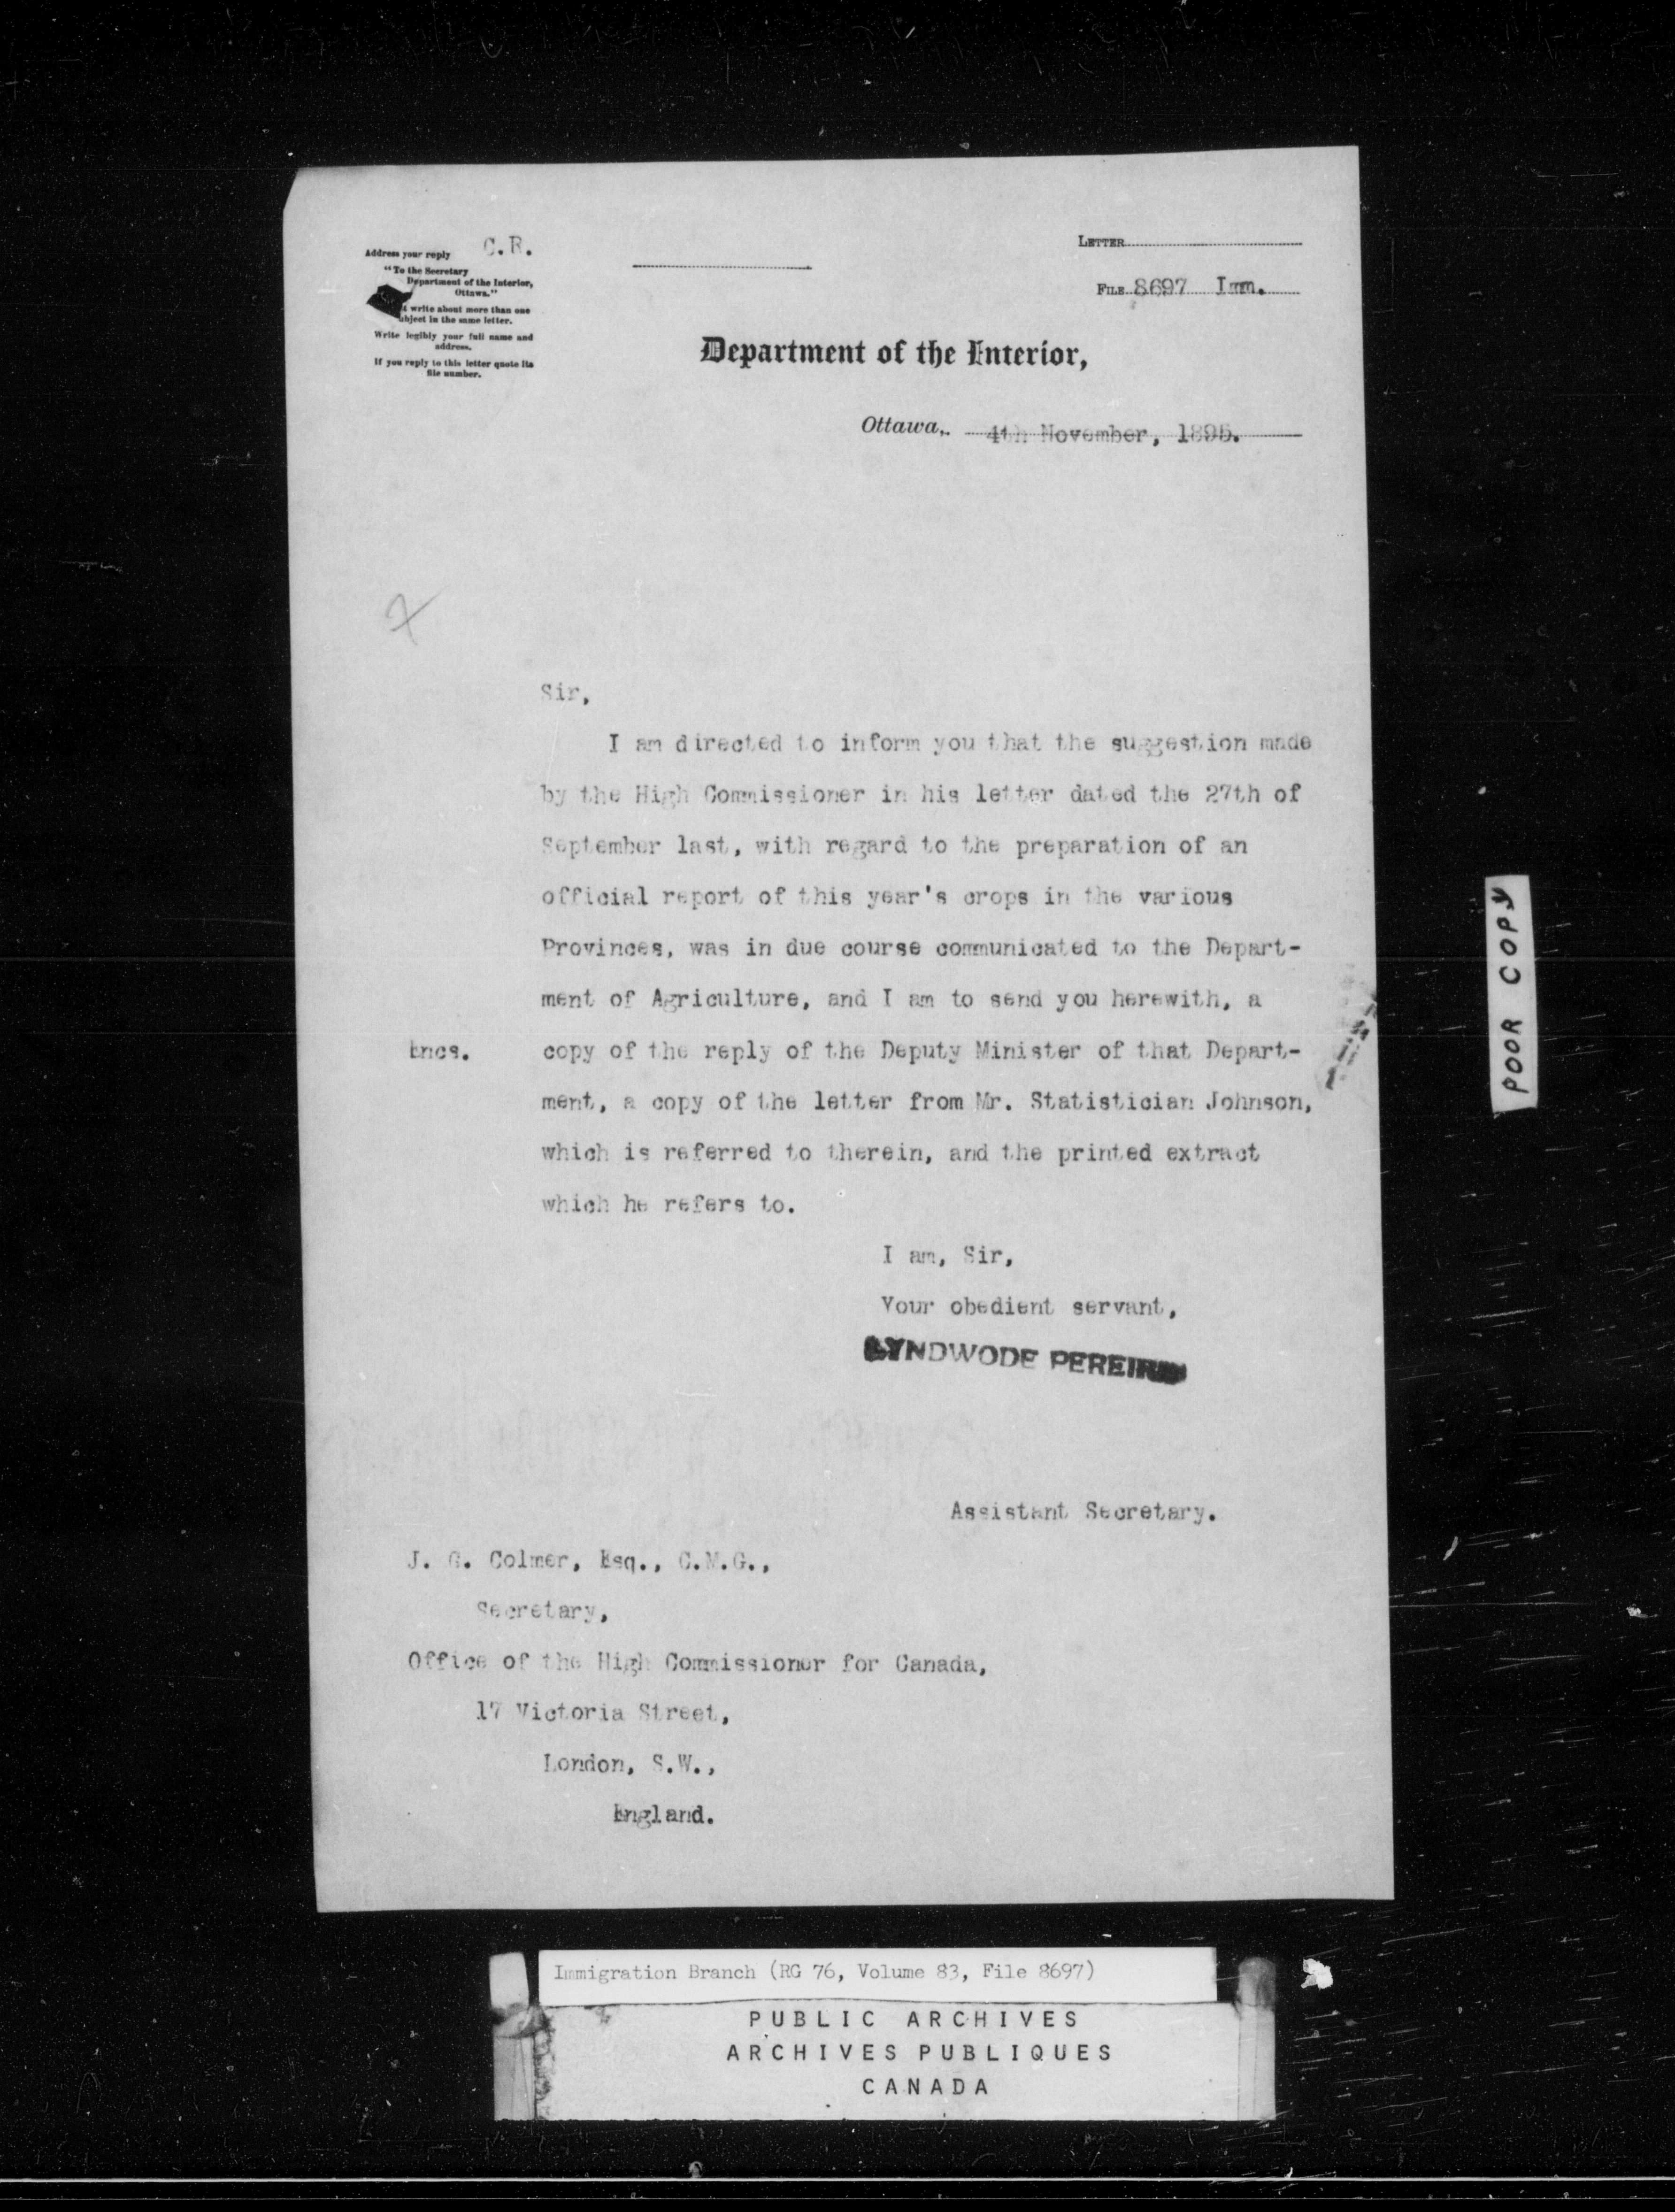 C.R.
Address your reply
"To the Secretary
Department of the Interior,
Ottawa."
write about more than one
subject in the same letter.
Write legibly your full name and
address.
If you reply to this letter quote its
file number.
LETTER
FILE 8697 Imm.
Department of the Interior,
Ottawa, 4th November, 1895.
Sir,
I am directed to inform you that the suggestion made
by the High Commissioner in his letter dated the 27th of
September last, with regard to the preparation of an
official report of this year's crops in the various
Provinces, was in due course communicated to the Depart-
ment of Agriculture, and I am to send you herewith, a
Encs. copy of the reply of the Deputy Minister of that Depart-
ment, a copy of the letter from Mr. Statistician Johnson,
which is referred to therein, and the printed extract
which he refers to.
I am, Sir,
Your obedient servant,
LYNDWODE PEREIRA
Assistant Secretary.
J. G. Colmer, Esq., C.M.G.,
Secretary,
Office of the High Commissioner for Canada,
17 Victoria Street,
London, S.W.,
England.
POOR COPY
Immigration Branch (RG 76, Volume 83, File 8697)
PUBLIC ARCHIVES
ARCHIVES PUBLIQUES
CANADA